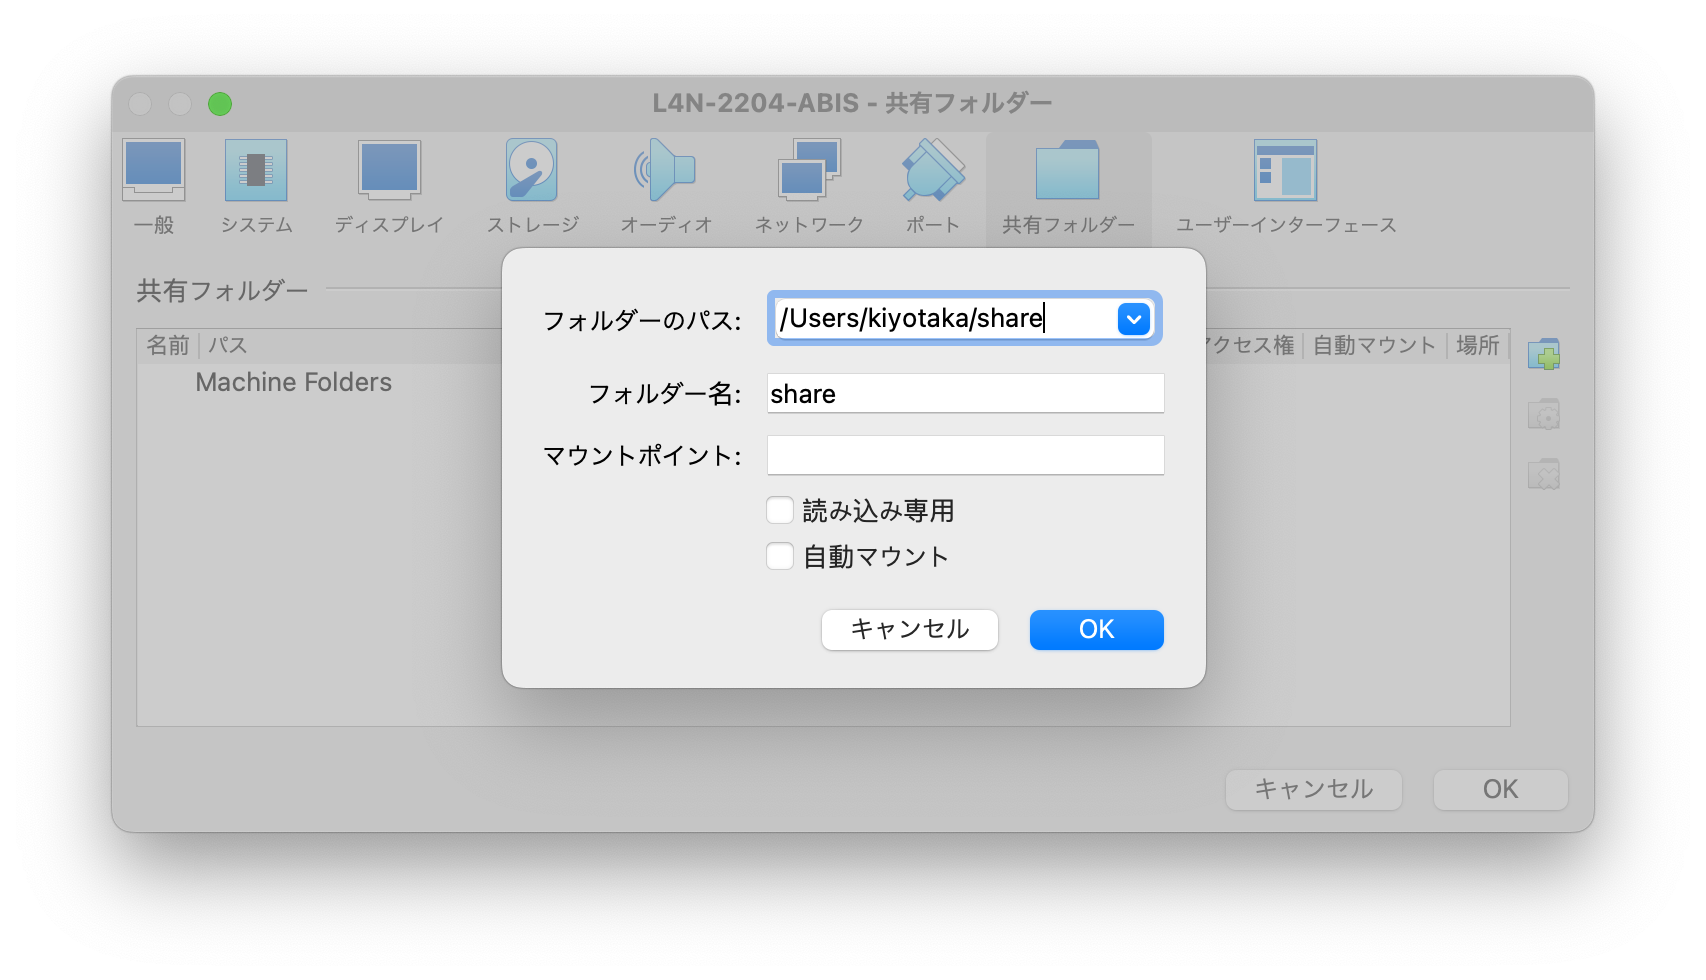 L4N-2204-ABIS - 共有フォルダー
一般
システム
ディスプレイ
ストレージ
オーディオ
ネットワーク
ポート
共有フォルダー
ユーザーインターフェース
共有フォルダー
名前
パス
アクセス権
自動マウント
場所
Machine Folders
フォルダーのパス:
/Users/kiyotaka/share
フォルダー名:
share
マウントポイント:
読み込み専用
自動マウント
キャンセル
OK
キャンセル
OK